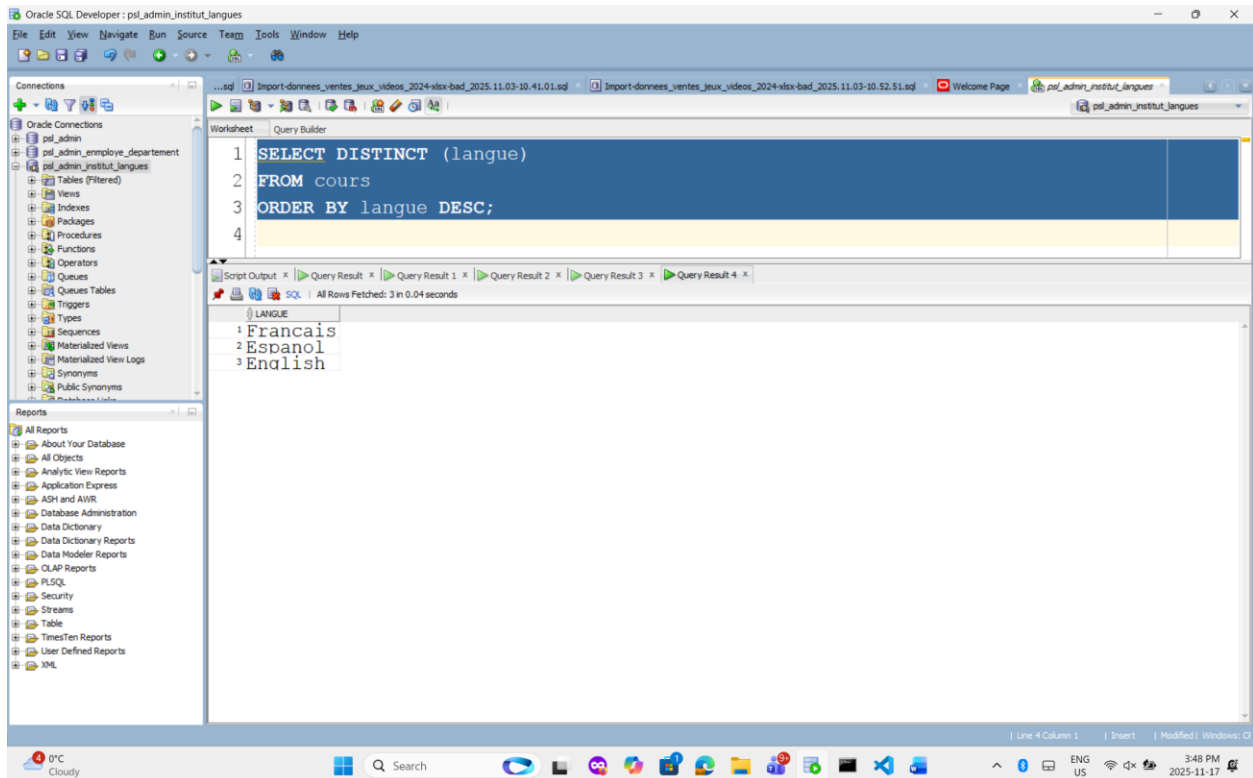 Oracle SQL Developer : psl_admin_institut_langues
File Edit View Navigate Run Source Team Tools Window Help
Connections
...sql Import-donnees_ventes_jeux_videos_2024-xlsx-bad_2025.11.03-10.41.01.sql Import-donnees_ventes_jeux_videos_2024-xlsx-bad_2025.11.03-10.52.51.sql Welcome Page psl_admin_institut_langues
psl_admin_institut_langues
Oracle Connections
psl_admin
psl_admin_enmploye_departement
psl_admin_institut_langues
Tables (Filtered)
Views
Indexes
Packages
Procedures
Functions
Operators
Queues
Queues Tables
Triggers
Types
Sequences
Materialized Views
Materialized View Logs
Synonyms
Public Synonyms
Database Links
Worksheet Query Builder
1 SELECT DISTINCT (langue)
2 FROM cours
3 ORDER BY langue DESC;
4
Script Output x Query Result x Query Result 1 x Query Result 2 x Query Result 3 x Query Result 4 x
SQL | All Rows Fetched: 3 in 0.04 seconds
LANGUE
1 Francais
2 Espanol
3 English
Reports
All Reports
About Your Database
All Objects
Analytic View Reports
Application Express
ASH and AWR
Database Administration
Data Dictionary
Data Dictionary Reports
Data Modeler Reports
OLAP Reports
PLSQL
Security
Streams
Table
TimesTen Reports
User Defined Reports
XML
| Line 4 Column 1 | Insert | Modified | Windows: Cl
4
0°C
Cloudy
Search
9
ENG
US
3:48 PM
2025-11-17